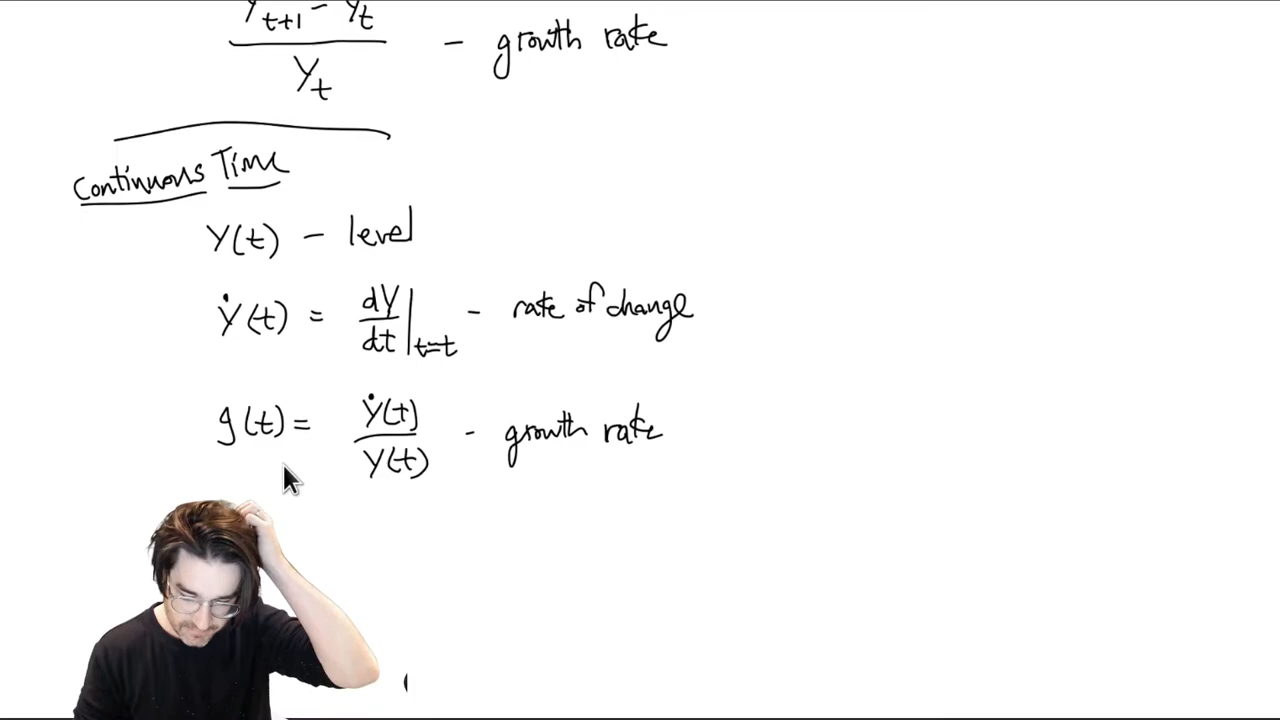 Y_{t+1} - Y_t
/ Y_t - growth rate
Continuous Time
Y(t) - level
Ẏ(t) = dY/dt |_{t=t} - rate of change
g(t) = Ẏ(t)/Y(t) - growth rate